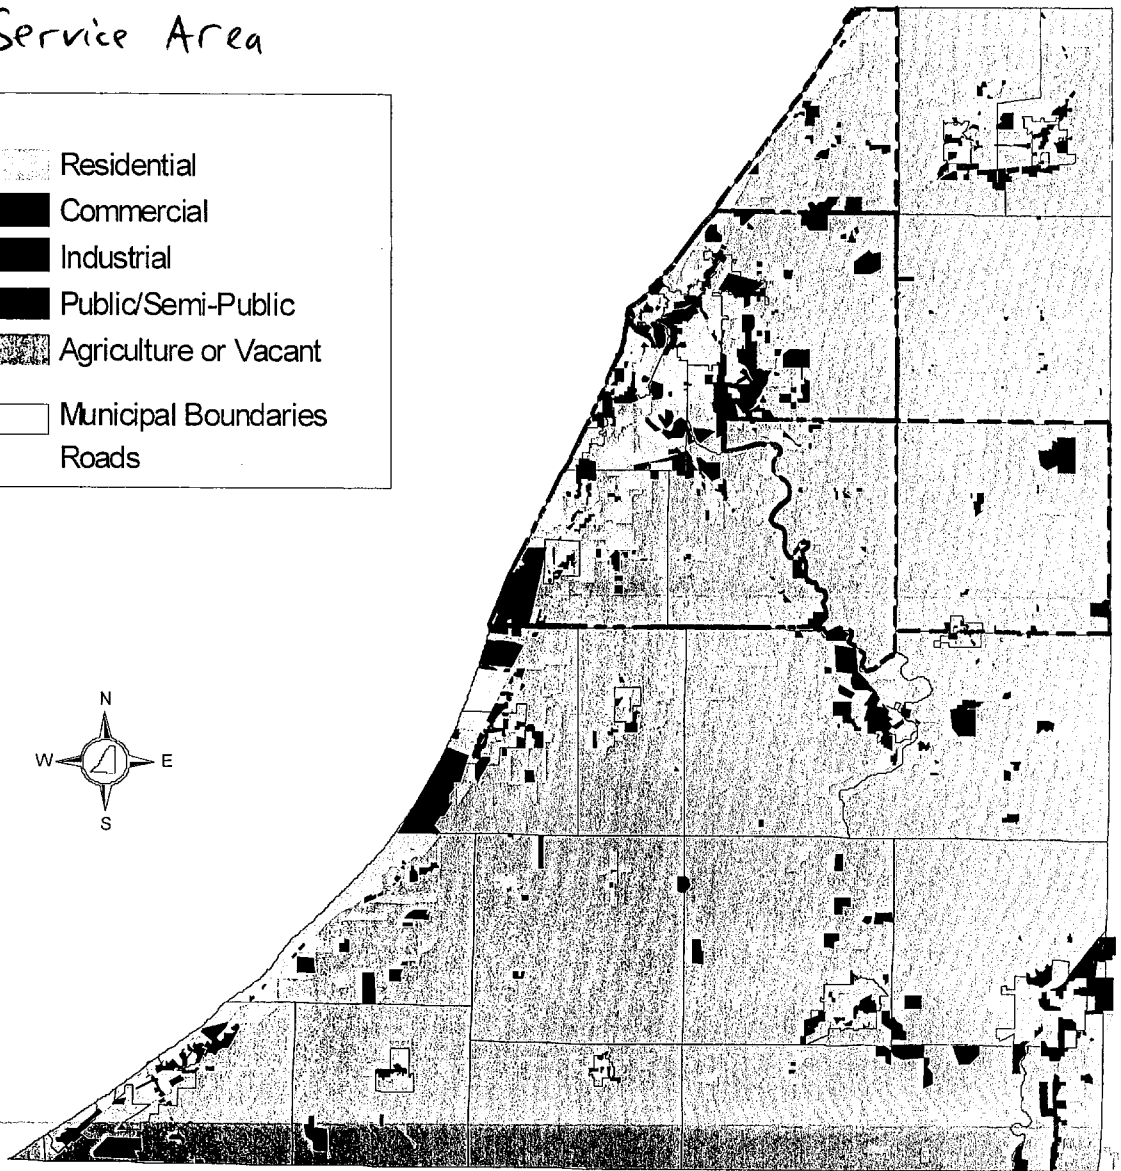 Service Area
Residential
Commercial
Industrial
Public/Semi-Public
Agriculture or Vacant
Municipal Boundaries
Roads
N
W E
S